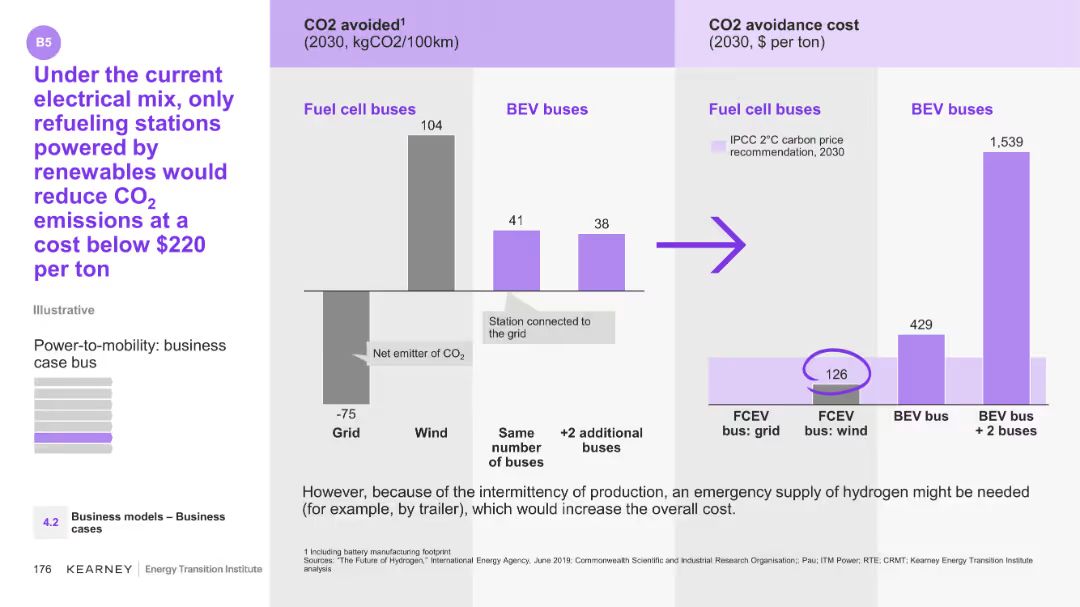 B5
Under the current
electrical mix, only
refueling stations
powered by
renewables would
reduce CO2
emissions at a
cost below $220
per ton
Illustrative
Power-to-mobility: business
case bus
4.2
Business models – Business
cases
176 KEARNEY Energy Transition Institute
CO2 avoided1
(2030, kgCO2/100km)
Fuel cell buses
BEV buses
104
41
38
Station connected to
the grid
Net emitter of CO2
-75
Grid
Wind
Same
number
of buses
+2 additional
buses
CO2 avoidance cost
(2030, $ per ton)
Fuel cell buses
BEV buses
IPCC 2°C carbon price
recommendation, 2030
1,539
429
126
FCEV
bus: grid
FCEV
bus: wind
BEV bus
BEV bus
+ 2 buses
However, because of the intermittency of production, an emergency supply of hydrogen might be needed
(for example, by trailer), which would increase the overall cost.
1 Including battery manufacturing footprint
Sources: "The Future of Hydrogen," International Energy Agency, June 2019; Commonwealth Scientific and Industrial Research Organisation;; Pau; ITM Power; RTE; CRMT; Kearney Energy Transition Institute
analysis